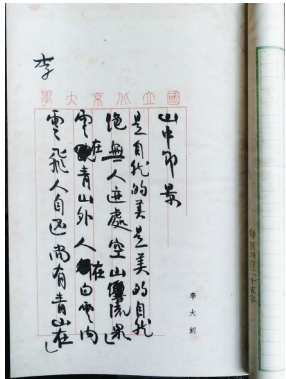 國立北京大學
山中即景
李大釗
是自然的美是美的自然
絶無人迹處空山響流泉
雲在青山外人在白雲内
雲飛人自還尚有青山在
李